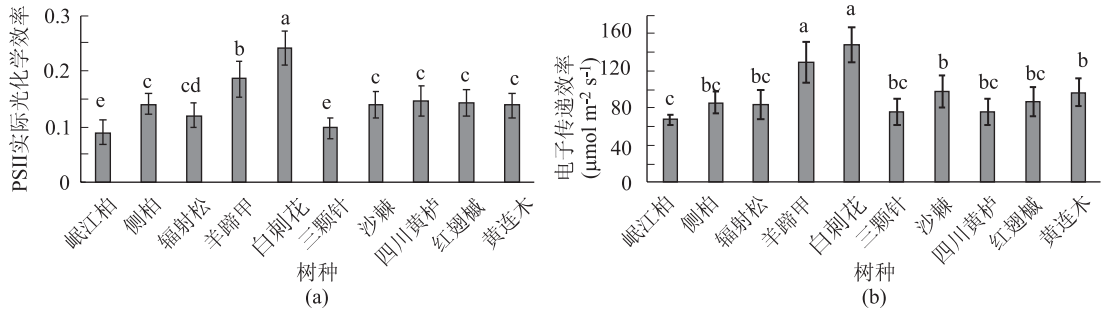 PSII实际光化学效率
0.3
0.2
0.1
0
e
c
cd
b
a
e
c
c
c
c
岷江柏
侧柏
辐射松
羊蹄甲
白刺花
三颗针
沙棘
四川黄栌
红翅槭
黄连木
树种
(a)
电子传递效率
(μmol m-2 s-1)
160
120
80
40
0
c
bc
bc
a
a
bc
b
bc
bc
b
岷江柏
侧柏
辐射松
羊蹄甲
白刺花
三颗针
沙棘
四川黄栌
红翅槭
黄连木
树种
(b)